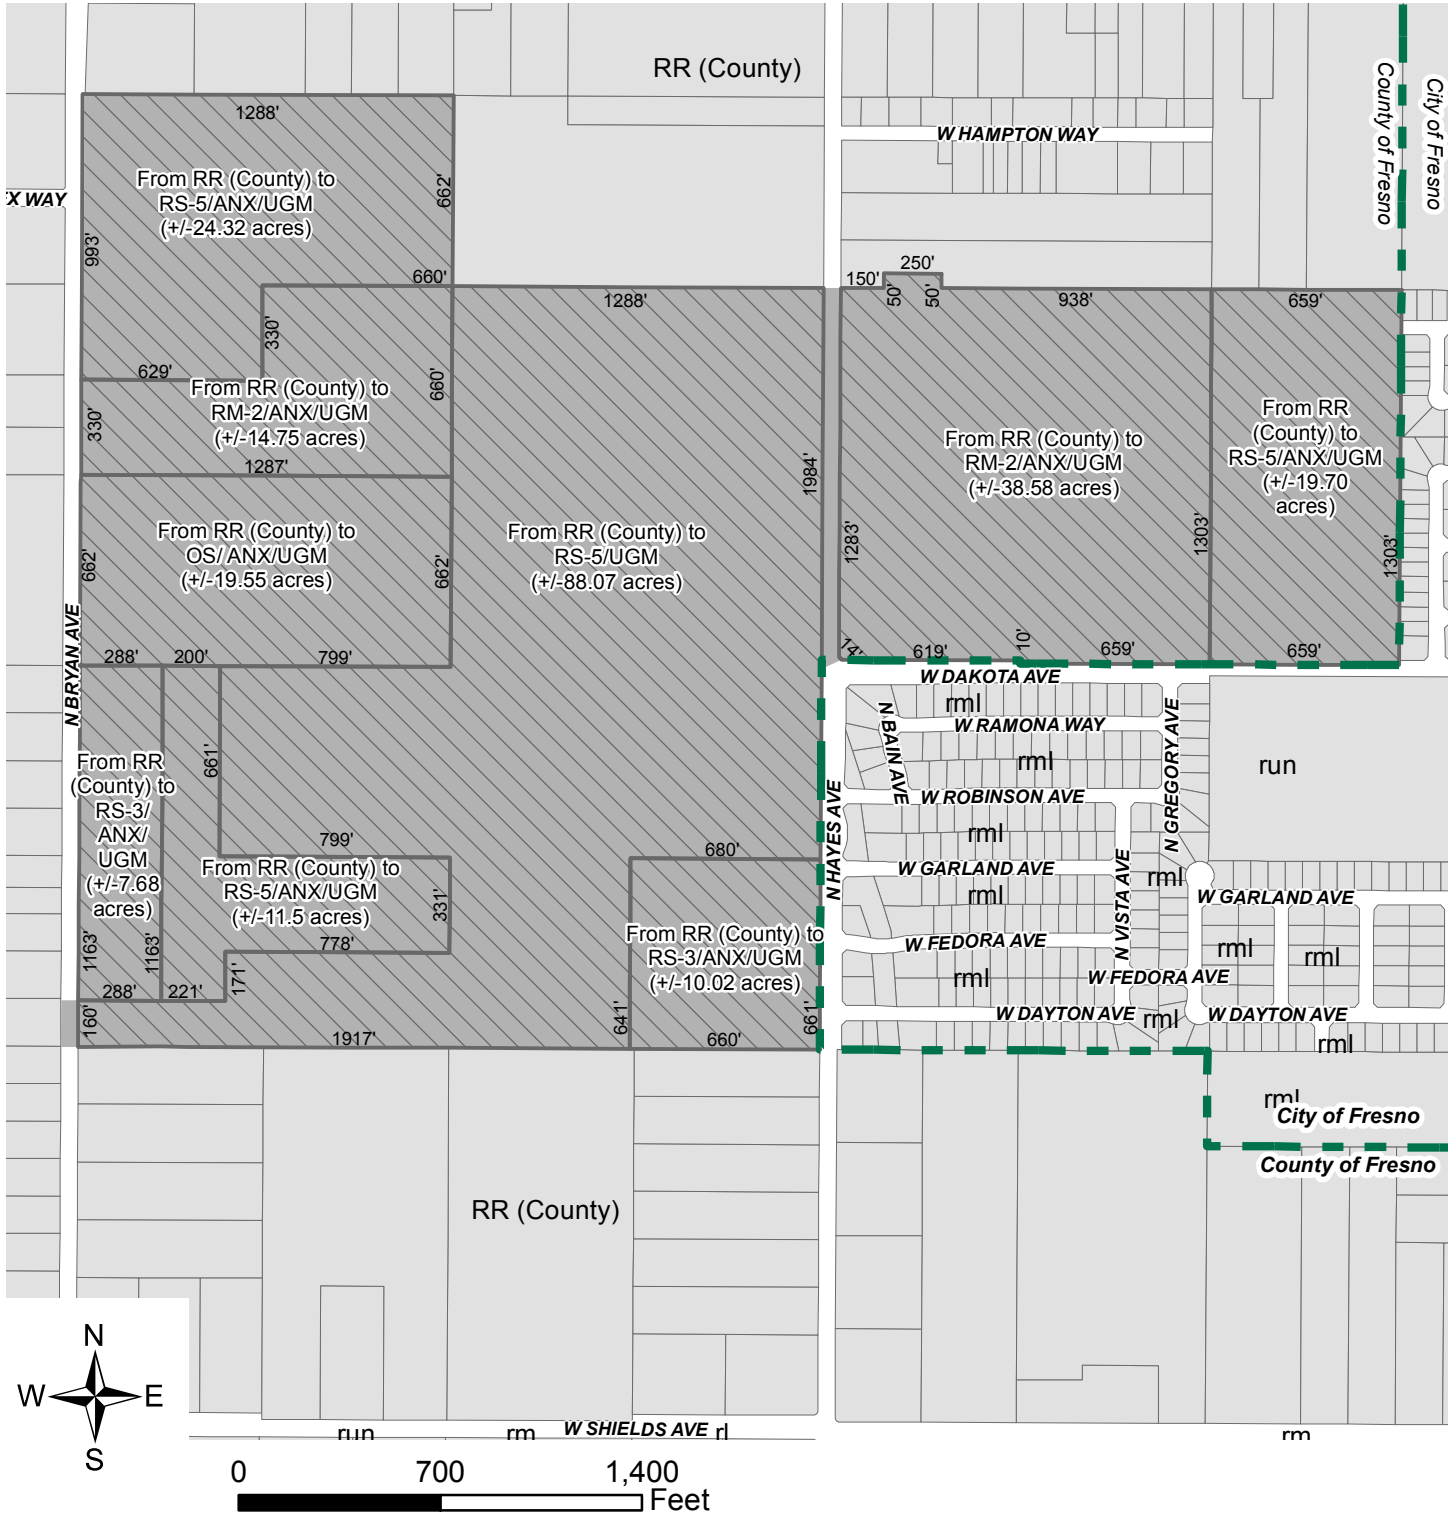 RR (County)
County of Fresno
City of Fresno
W HAMPTON WAY
EX WAY
1288'
From RR (County) to
RS-5/ANX/UGM
(+/-24.32 acres)
662'
993'
660'
330'
629'
From RR (County) to
RM-2/ANX/UGM
(+/-14.75 acres)
330'
660'
1287'
From RR (County) to
OS/ ANX/UGM
(+/-19.55 acres)
662'
662'
288'
200'
799'
N BRYAN AVE
1288'
From RR (County) to
RS-5/UGM
(+/-88.07 acres)
1984'
150'
250'
50'
50'
938'
659'
From RR (County) to
RM-2/ANX/UGM
(+/-38.58 acres)
1283'
1303'
From RR
(County) to
RS-5/ANX/UGM
(+/-19.70
acres)
1303'
14'
619'
10'
659'
659'
W DAKOTA AVE
rml
N BAIN AVE
W RAMONA WAY
rml
N GREGORY AVE
run
W ROBINSON AVE
rml
N HAYES AVE
W GARLAND AVE
rml
N VISTA AVE
rml
W GARLAND AVE
W FEDORA AVE
rml
rml
rml
W FEDORA AVE
W DAYTON AVE
rml
W DAYTON AVE
rml
From RR
(County) to
RS-3/
ANX/
UGM
(+/-7.68
acres)
661'
799'
From RR (County) to
RS-5/ANX/UGM
(+/-11.5 acres)
331'
778'
171'
1163'
1163'
288'
221'
160'
1917'
680'
From RR (County) to
RS-3/ANX/UGM
(+/-10.02 acres)
641'
661'
660'
rml
City of Fresno
County of Fresno
RR (County)
run
rm
W SHIELDS AVE
rl
rm
N
W
E
S
0
700
1,400
Feet